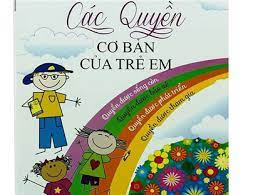 Các Quyền
CƠ BẢN
CỦA TRẺ EM
Quyền được sống còn
Quyền được bảo vệ
Quyền được phát triển
Quyền được tham gia